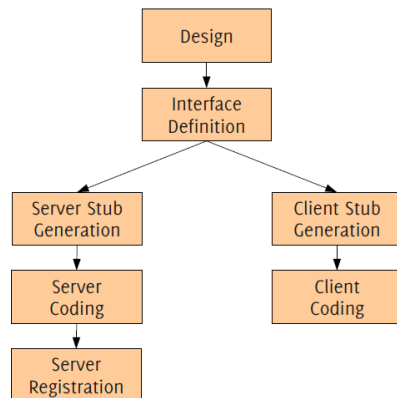 Design
Interface
Definition
Server Stub
Generation
Client Stub
Generation
Server
Coding
Client
Coding
Server
Registration